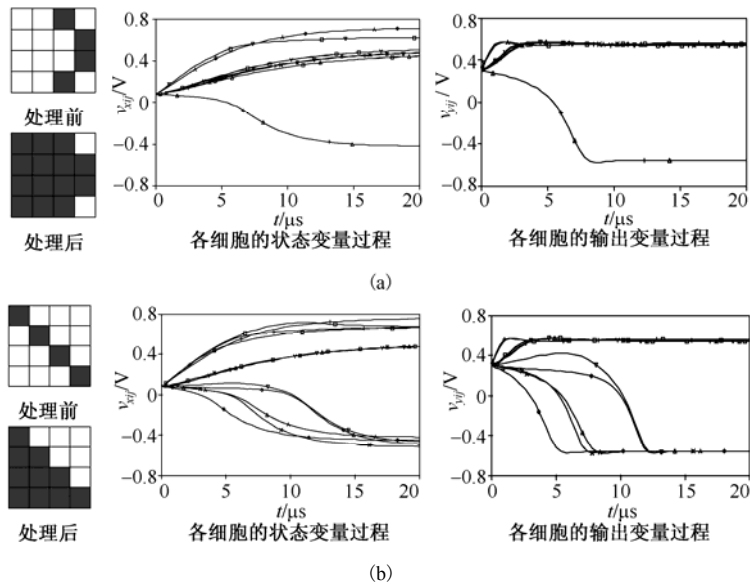 处理前
处理后
0.8
0.4
0
−0.4
−0.8
v_xij/V
0 5 10 15 20
t/μs
各细胞的状态变量过程
0.8
0.4
0
−0.4
−0.8
v_yij / V
0 5 10 15 20
t/μs
各细胞的输出变量过程
(a)
处理前
处理后
0.8
0.4
0
−0.4
−0.8
v_xij/V
0 5 10 15 20
t/μs
各细胞的状态变量过程
0.8
0.4
0
−0.4
−0.8
v_yij/V
0 5 10 15 20
t/μs
各细胞的输出变量过程
(b)